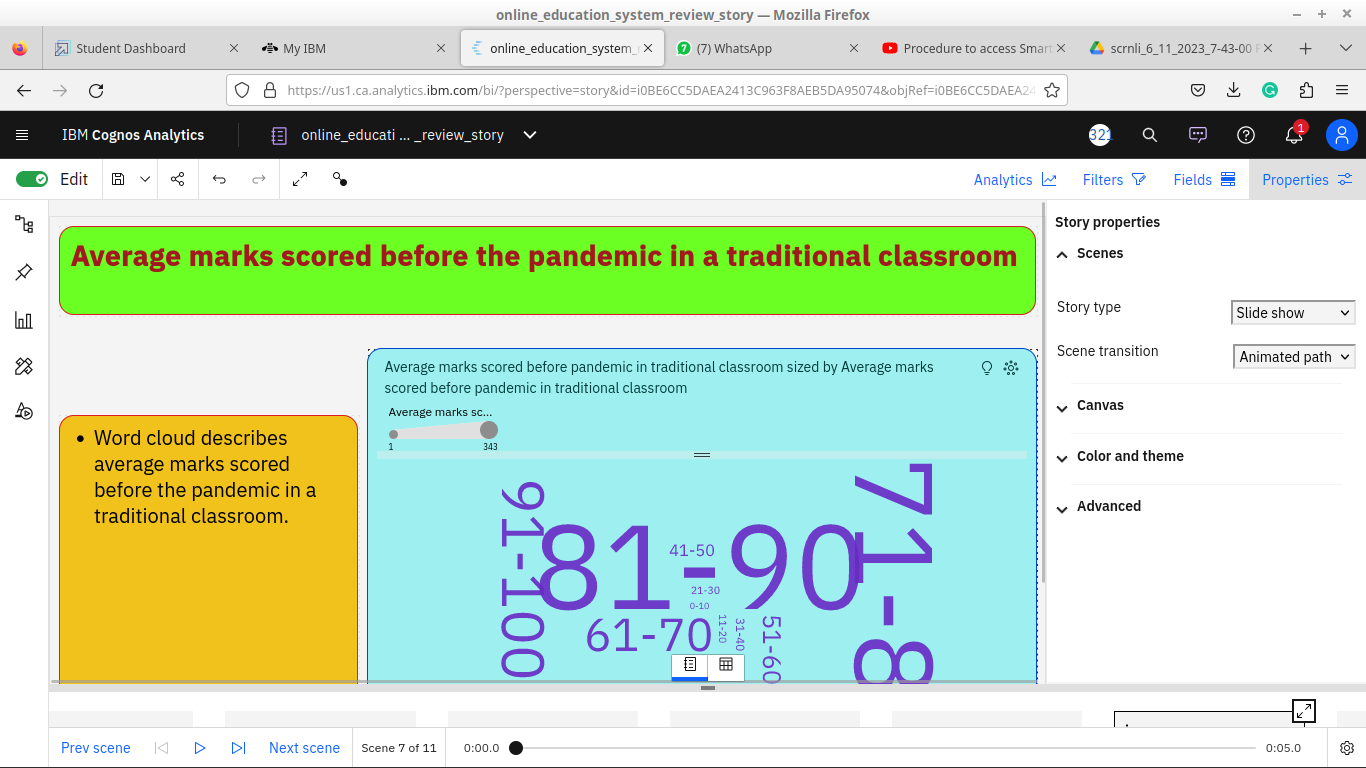 online_education_system_review_story — Mozilla Firefox
Student Dashboard
My IBM
online_education_system_
(7) WhatsApp
Procedure to access Smar
scrnli_6_11_2023_7-43-00
https://us1.ca.analytics.ibm.com/bi/?perspective=story&id=i0BE6CC5DAEA2413C963F8AEB5DA95074&objRef=i0BE6CC5DAEA24
IBM Cognos Analytics
online_educati ... _review_story
321
1
Edit
Analytics
Filters
Fields
Properties
Average marks scored before the pandemic in a traditional classroom
Story properties
Scenes
Story type
Slide show
Scene transition
Animated path
Canvas
Color and theme
Advanced
• Word cloud describes
average marks scored
before the pandemic in a
traditional classroom.
Average marks scored before pandemic in traditional classroom sized by Average marks
scored before pandemic in traditional classroom
Average marks sc...
1
343
91-100
81-90
41-50
21-30
0-10
61-70
11-20
31-40
51-60
71-8
Prev scene
Next scene
Scene 7 of 11
0:00.0
0:05.0